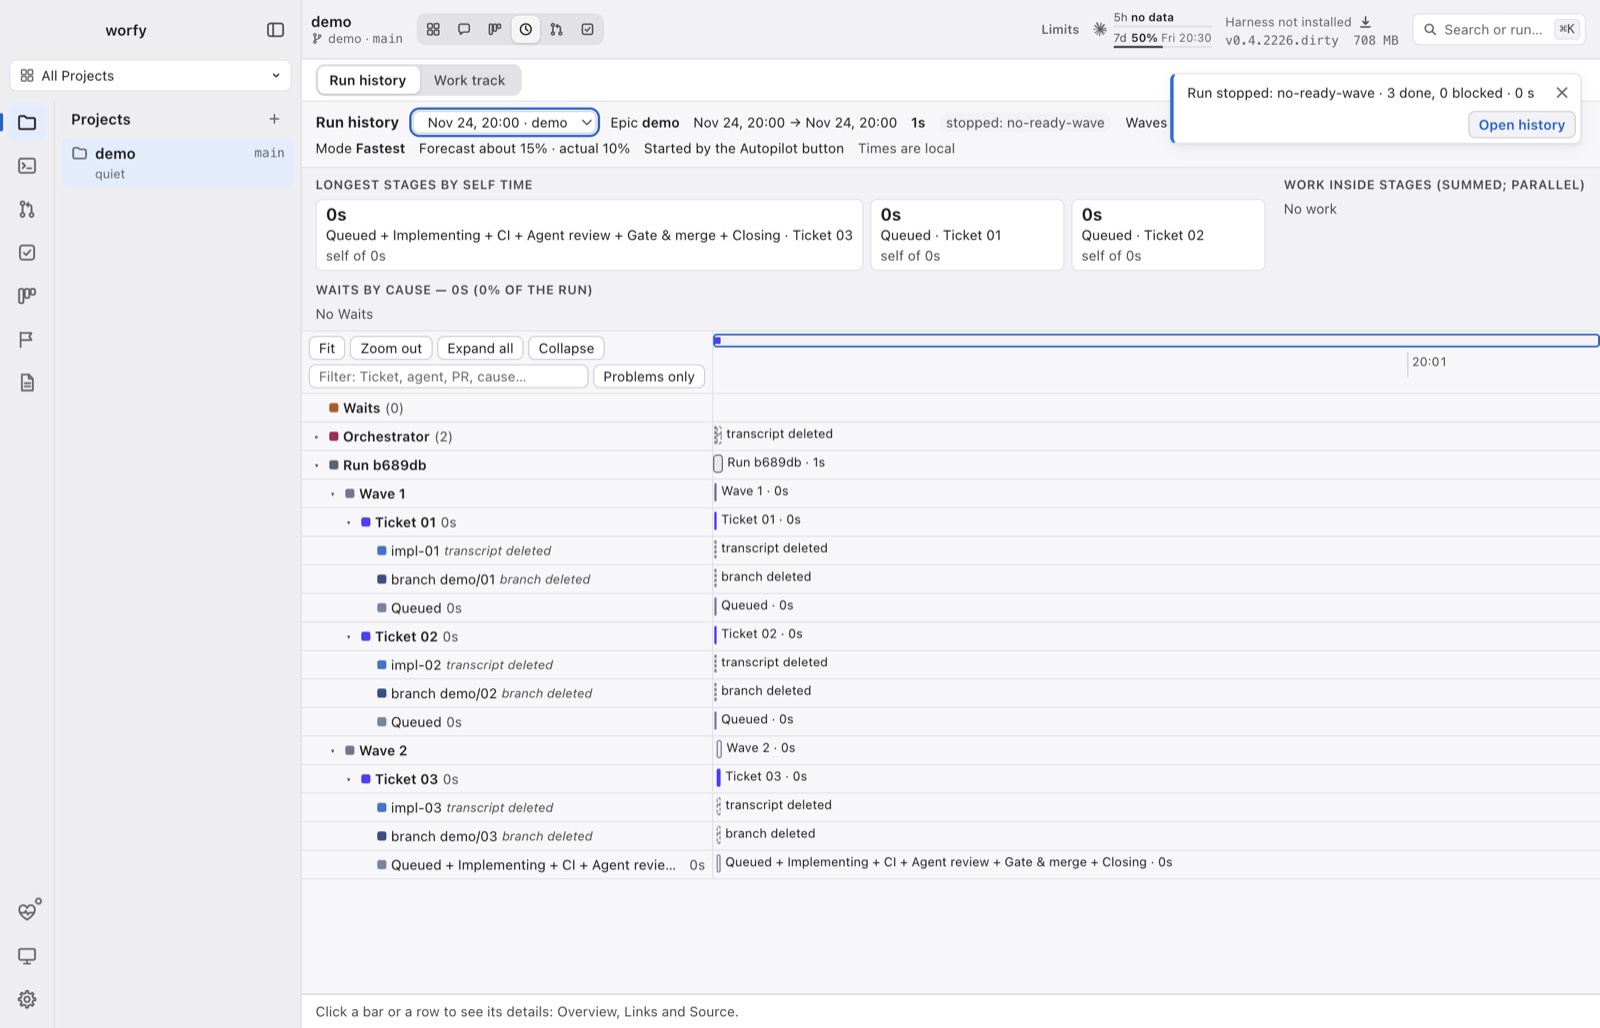 worfy
All Projects
Projects
demo main
quiet
demo
demo · main
Limits
5h no data
7d 50% Fri 20:30
Harness not installed
v0.4.2226.dirty 708 MB
Search or run... ⌘K
Run history Work track
Run stopped: no-ready-wave · 3 done, 0 blocked · 0 s
Open history
Run history Nov 24, 20:00 · demo Epic demo Nov 24, 20:00 → Nov 24, 20:00 1s stopped: no-ready-wave Waves
Mode Fastest Forecast about 15% · actual 10% Started by the Autopilot button Times are local
LONGEST STAGES BY SELF TIME
0s
Queued + Implementing + CI + Agent review + Gate & merge + Closing · Ticket 03
self of 0s
0s
Queued · Ticket 01
self of 0s
0s
Queued · Ticket 02
self of 0s
WORK INSIDE STAGES (SUMMED; PARALLEL)
No work
WAITS BY CAUSE — 0S (0% OF THE RUN)
No Waits
Fit Zoom out Expand all Collapse
Filter: Ticket, agent, PR, cause... Problems only
20:01
Waits (0)
Orchestrator (2) transcript deleted
Run b689db Run b689db · 1s
Wave 1 Wave 1 · 0s
Ticket 01 0s Ticket 01 · 0s
impl-01 transcript deleted transcript deleted
branch demo/01 branch deleted branch deleted
Queued 0s Queued · 0s
Ticket 02 0s Ticket 02 · 0s
impl-02 transcript deleted transcript deleted
branch demo/02 branch deleted branch deleted
Queued 0s Queued · 0s
Wave 2 Wave 2 · 0s
Ticket 03 0s Ticket 03 · 0s
impl-03 transcript deleted transcript deleted
branch demo/03 branch deleted branch deleted
Queued + Implementing + CI + Agent revie... 0s Queued + Implementing + CI + Agent review + Gate & merge + Closing · 0s
Click a bar or a row to see its details: Overview, Links and Source.